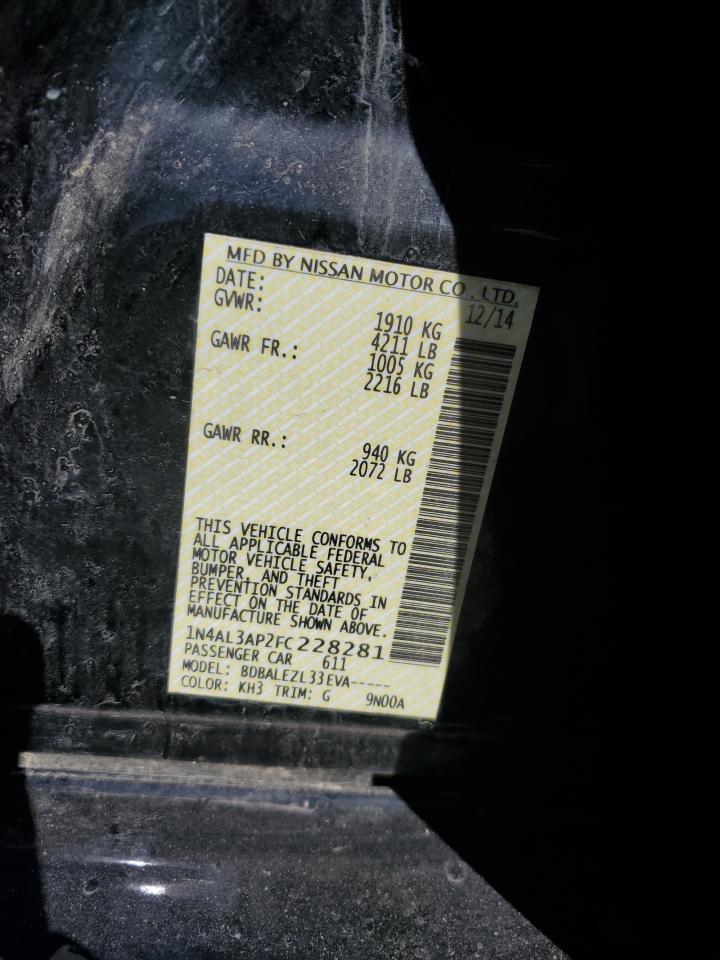 MFD BY NISSAN MOTOR CO., LTD.
DATE: 12/14
GVWR: 1910 KG
4211 LB
GAWR FR.: 1005 KG
2216 LB
GAWR RR.: 940 KG
2072 LB
THIS VEHICLE CONFORMS TO
ALL APPLICABLE FEDERAL
MOTOR VEHICLE SAFETY,
BUMPER, AND THEFT
PREVENTION STANDARDS IN
EFFECT ON THE DATE OF
MANUFACTURE SHOWN ABOVE.
1N4AL3AP2FC228281
PASSENGER CAR 611
MODEL: BDBALEZL33EVA-----
COLOR: KH3 TRIM: G 9N00A